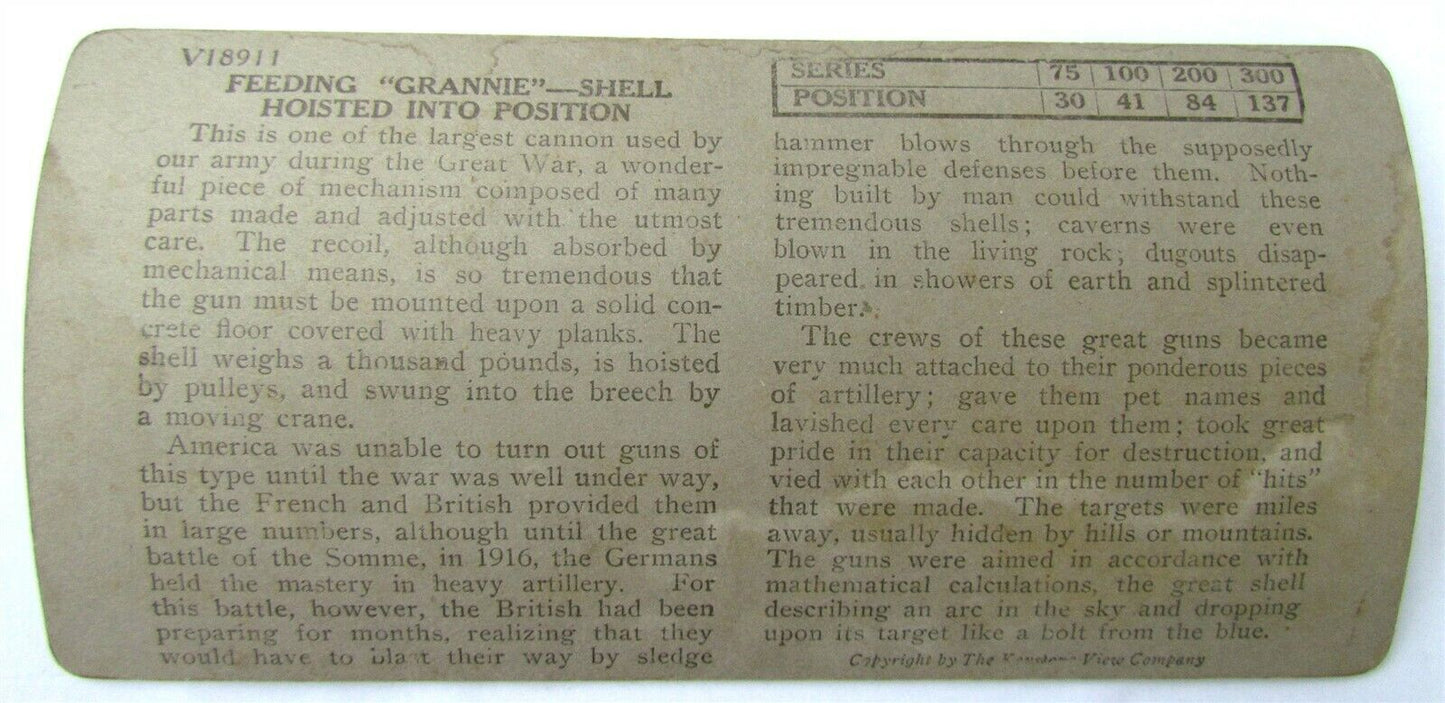 V18911
FEEDING "GRANNIE"—SHELL
HOISTED INTO POSITION
This is one of the largest cannon used by
our army during the Great War, a wonder-
ful piece of mechanism composed of many
parts made and adjusted with the utmost
care. The recoil, although absorbed by
mechanical means, is so tremendous that
the gun must be mounted upon a solid con-
crete floor covered with heavy planks. The
shell weighs a thousand pounds, is hoisted
by pulleys, and swung into the breech by
a moving crane.
America was unable to turn out guns of
this type until the war was well under way,
but the French and British provided them
in large numbers, although until the great
battle of the Somme, in 1916, the Germans
held the mastery in heavy artillery. For
this battle, however, the British had been
preparing for months, realizing that they
would have to blast their way by sledge
SERIES 75 100 200 300
POSITION 30 41 84 137
hammer blows through the supposedly
impregnable defenses before them. Noth-
ing built by man could withstand these
tremendous shells; caverns were even
blown in the living rock; dugouts disap-
peared in showers of earth and splintered
timber.
The crews of these great guns became
very much attached to their ponderous pieces
of artillery; gave them pet names and
lavished every care upon them; took great
pride in their capacity for destruction, and
vied with each other in the number of "hits"
that were made. The targets were miles
away, usually hidden by hills or mountains.
The guns were aimed in accordance with
mathematical calculations, the great shell
describing an arc in the sky and dropping
upon its target like a bolt from the blue.
Copyright by The Keystone View Company